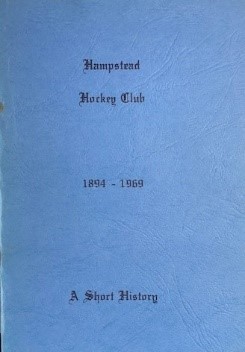 Hampstead
Hockey Club
1894 - 1969
A Short History